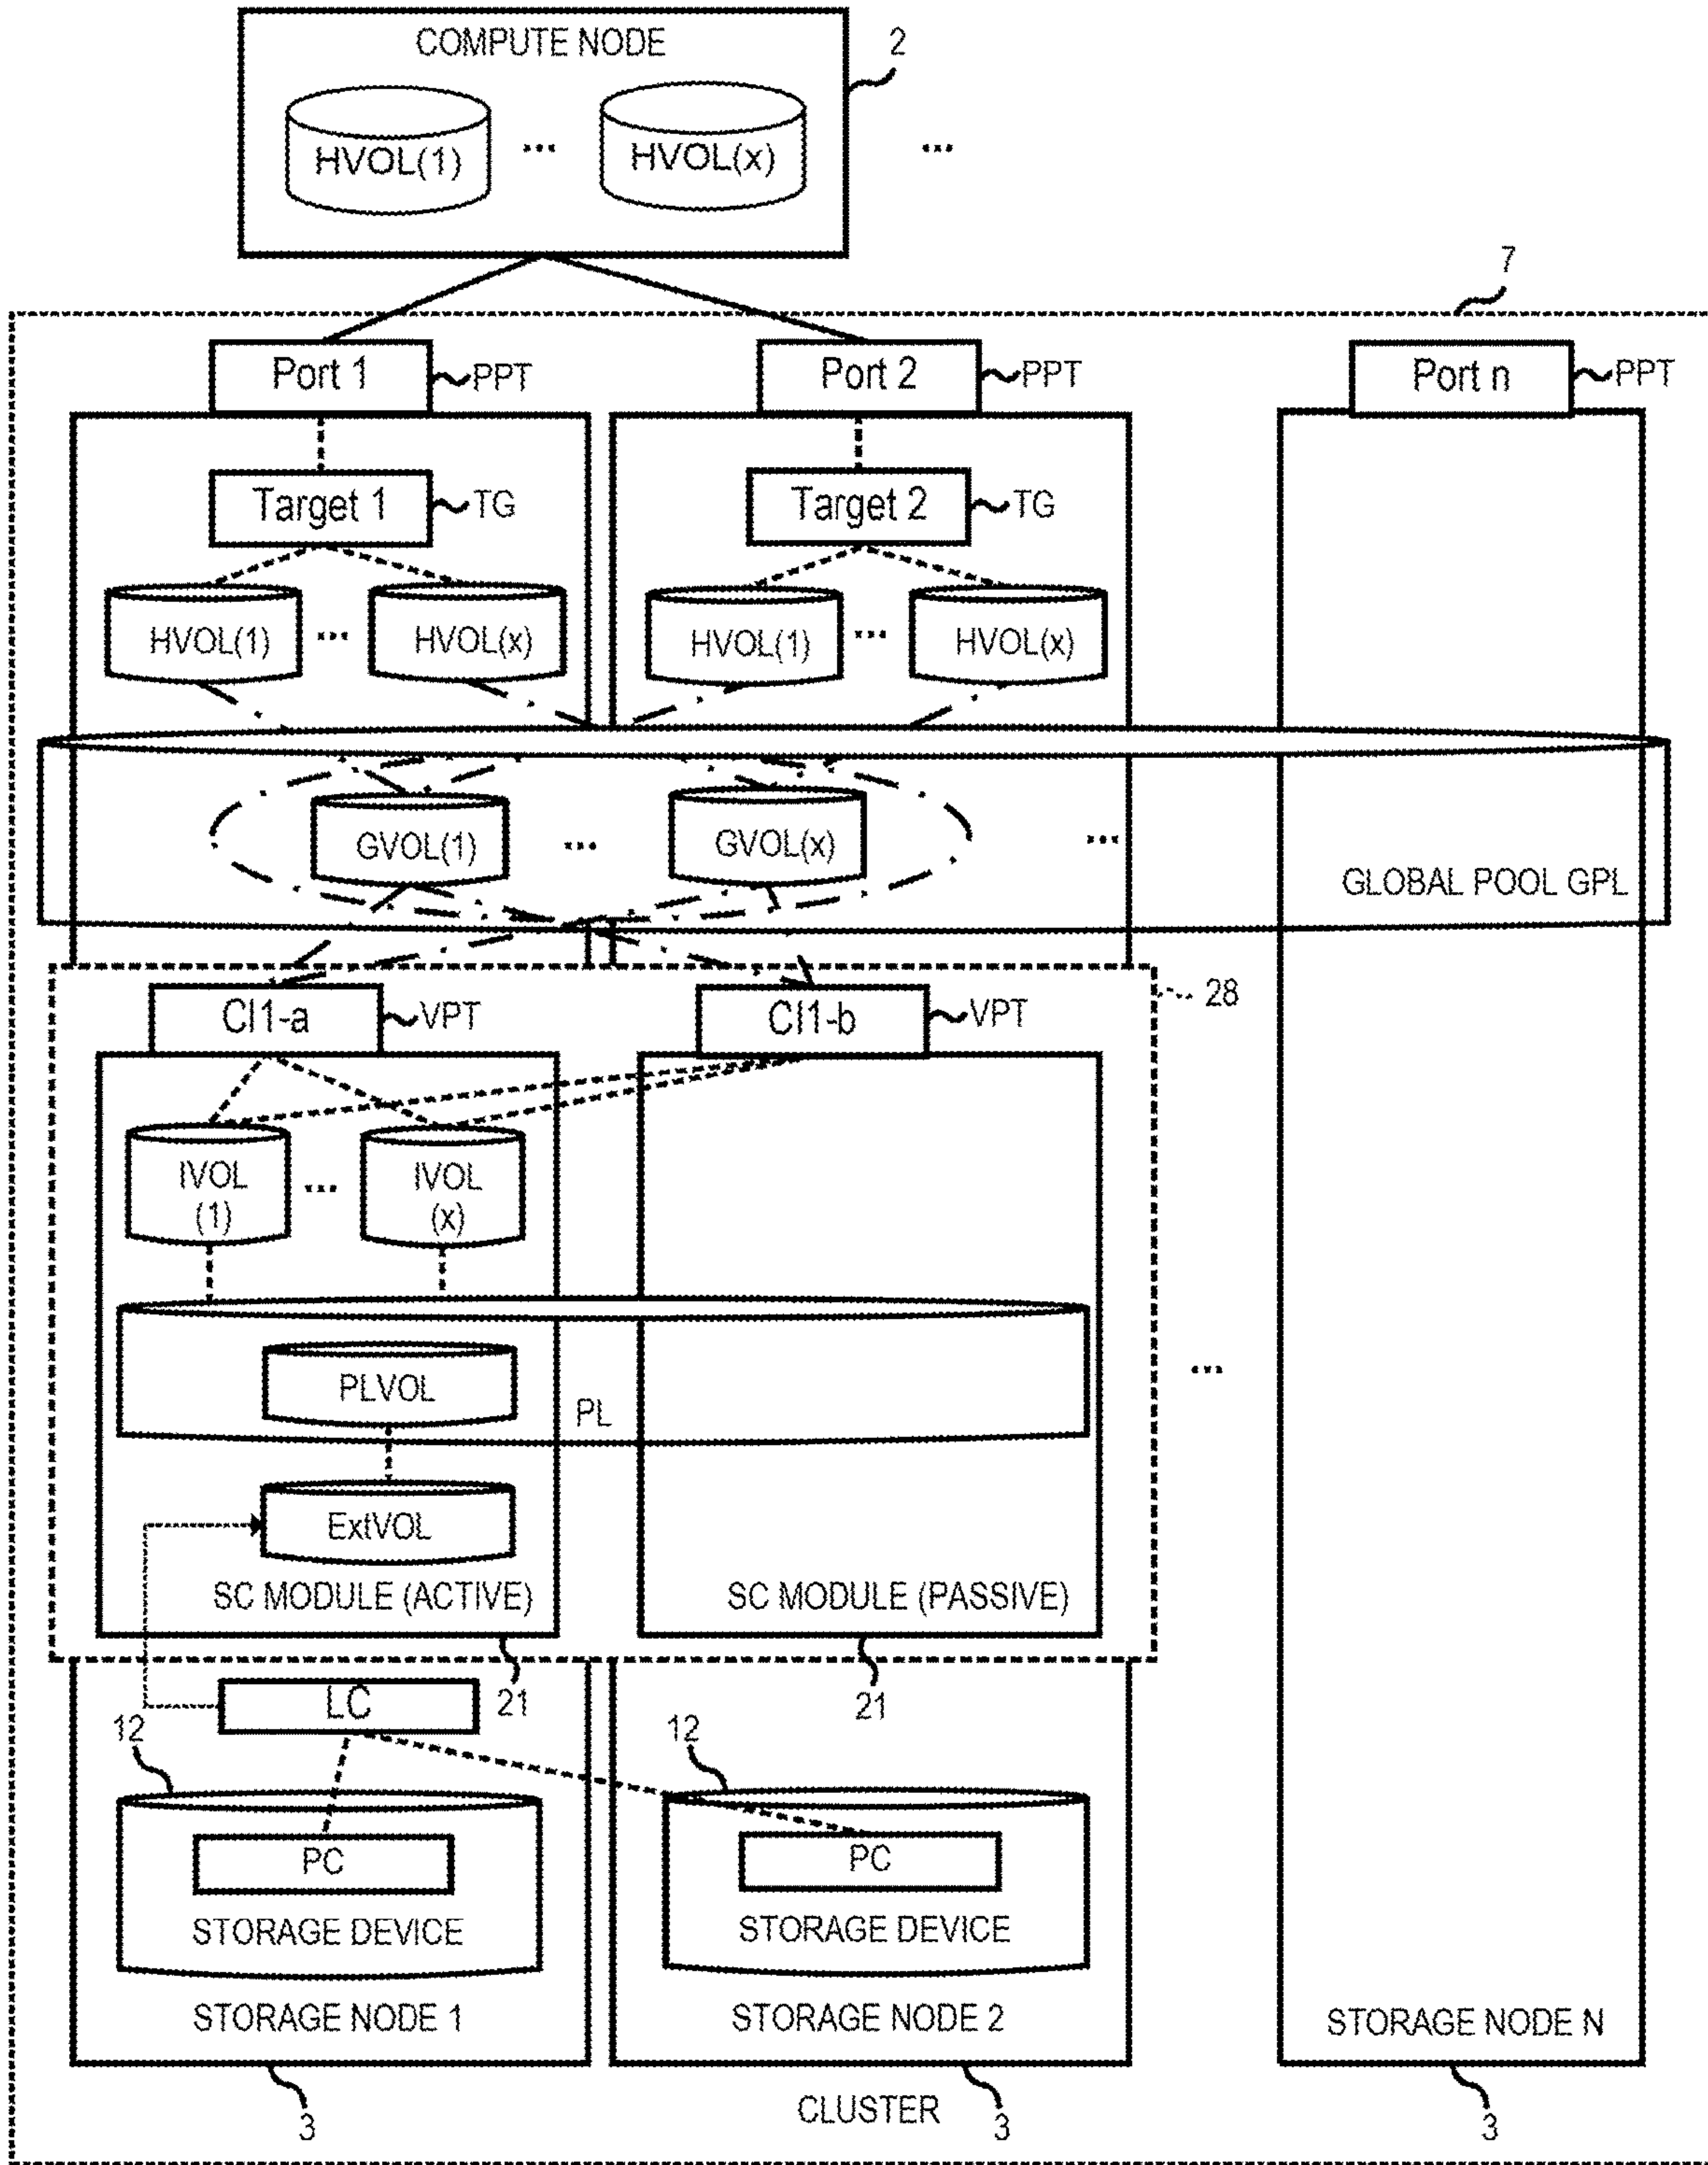 COMPUTE NODE
2
HVOL(1) ... HVOL(x) ...
7
Port 1 PPT Port 2 PPT Port n PPT
Target 1 TG Target 2 TG
HVOL(1) ... HVOL(x) HVOL(1) ... HVOL(x)
GVOL(1) ... GVOL(x) ...
GLOBAL POOL GPL
28
CI1-a VPT CI1-b VPT
IVOL
(1)
...
IVOL
(x)
PLVOL
PL
...
ExtVOL
SC MODULE (ACTIVE) SC MODULE (PASSIVE)
21 21
LC
12 12
PC PC
STORAGE DEVICE STORAGE DEVICE
STORAGE NODE 1 STORAGE NODE 2 STORAGE NODE N
3 CLUSTER 3 3